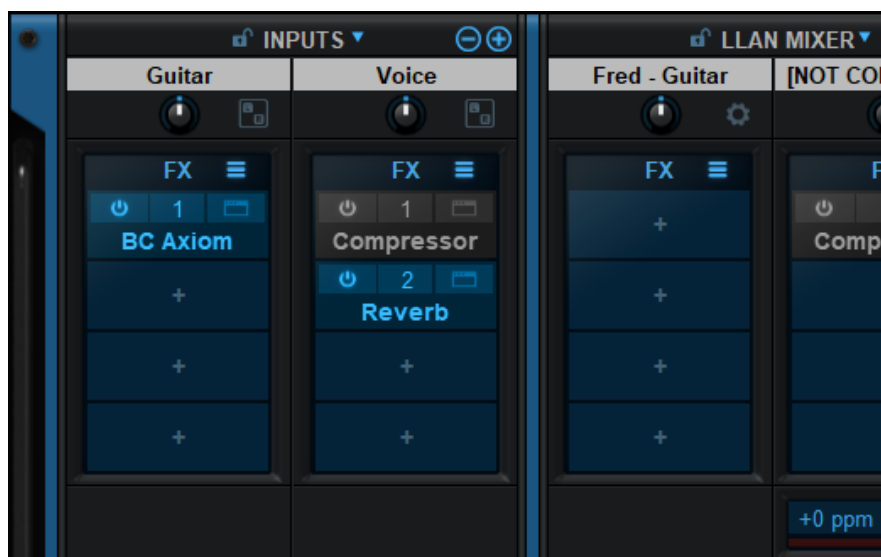 INPUTS
LLAN MIXER
Guitar
Voice
Fred - Guitar
[NOT
FX
FX
FX
1
BC Axiom
+
+
+
1
Compressor
2
Reverb
+
+
+
+
+
+
+0 ppm